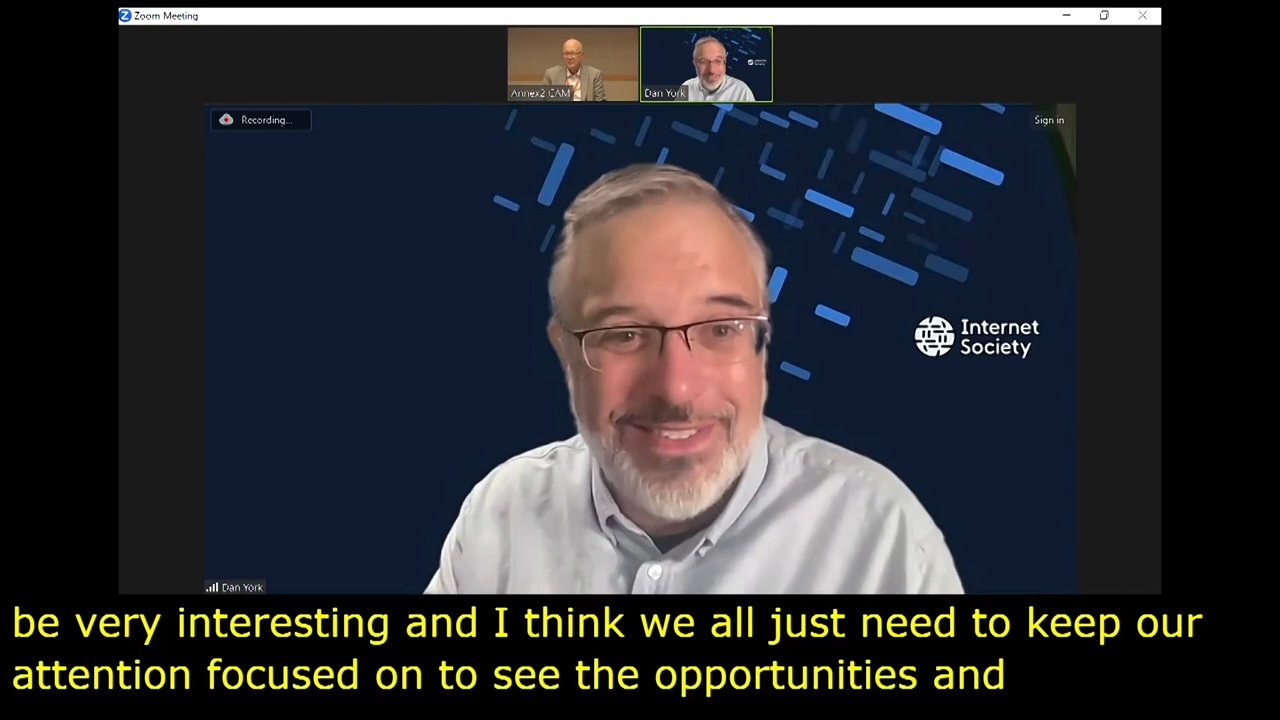 Zoom Meeting
Annex2 CAM
Dan York
Recording...
Sign in
Internet
Society
Dan York
be very interesting and I think we all just need to keep our
attention focused on to see the opportunities and